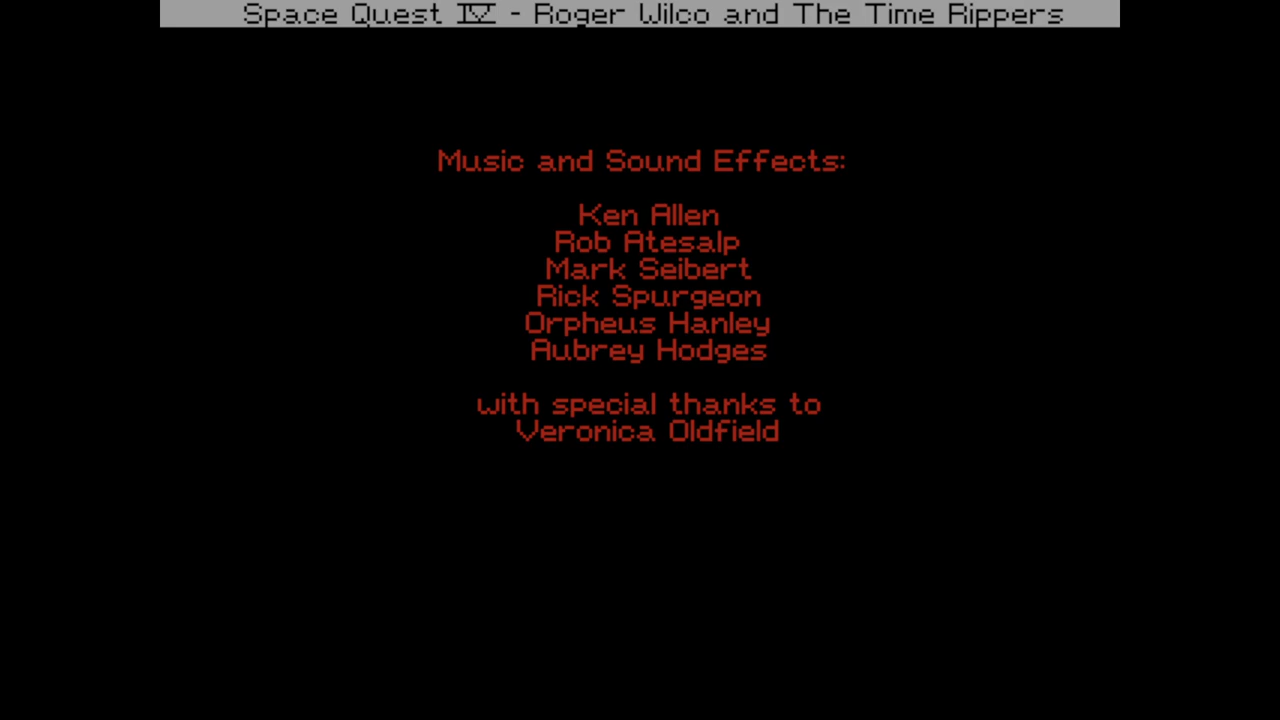 Space Quest IV - Roger Wilco and The Time Rippers
Music and Sound Effects:
Ken Allen
Rob Atesalp
Mark Seibert
Rick Spurgeon
Orpheus Hanley
Aubrey Hodges
with special thanks to
Veronica Oldfield